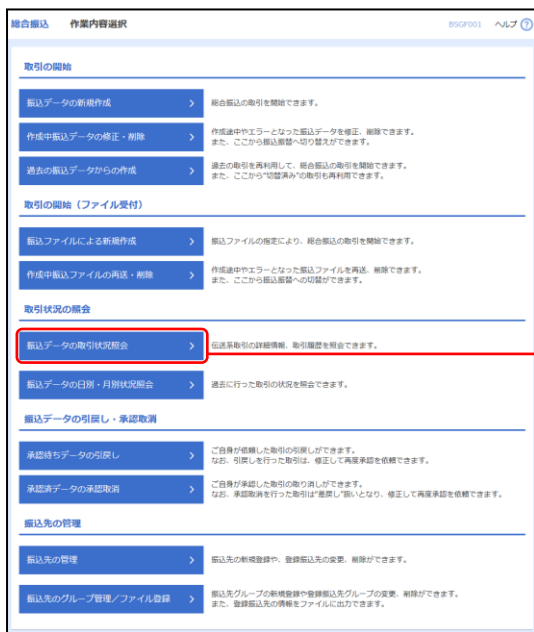 総合振込 作業内容選択 BSGF001 ヘルプ ?
取引の開始
振込データの新規作成 > 総合振込の取引を開始できます。
作成中振込データの修正・削除 > 作成途中やエラーとなった振込データを修正、削除できます。
また、ここから振込振替へ切り替えができます。
過去の振込データからの作成 > 過去の取引を再利用して、総合振込の取引を開始できます。
また、ここから"切替済み"の取引も再利用できます。
取引の開始（ファイル受付）
振込ファイルによる新規作成 > 振込ファイルの指定により、総合振込の取引を開始できます。
作成中振込ファイルの再送・削除 > 作成途中やエラーとなった振込ファイルを再送、削除できます。
また、ここから振込振替への切替ができます。
取引状況の照会
振込データの取引状況照会 > 伝送系取引の詳細情報、取引履歴を照会できます。
振込データの日別・月別状況照会 > 過去に行った取引の状況を照会できます。
振込データの引戻し・承認取消
承認待ちデータの引戻し > ご自身が依頼した取引の引戻しができます。
なお、引戻しを行った取引は、修正して再度承認を依頼できます。
承認済データの承認取消 > ご自身が承認した取引の取り消しができます。
なお、承認取消を行った取引は"差戻し"扱いとなり、修正して再度承認を依頼できます。
振込先の管理
振込先の管理 > 振込先の新規登録や、登録振込先の変更、削除ができます。
振込先のグループ管理／ファイル登録 > 振込先グループの新規登録や登録振込先グループの変更、削除ができます。
また、登録振込先の情報をファイルに出力できます。